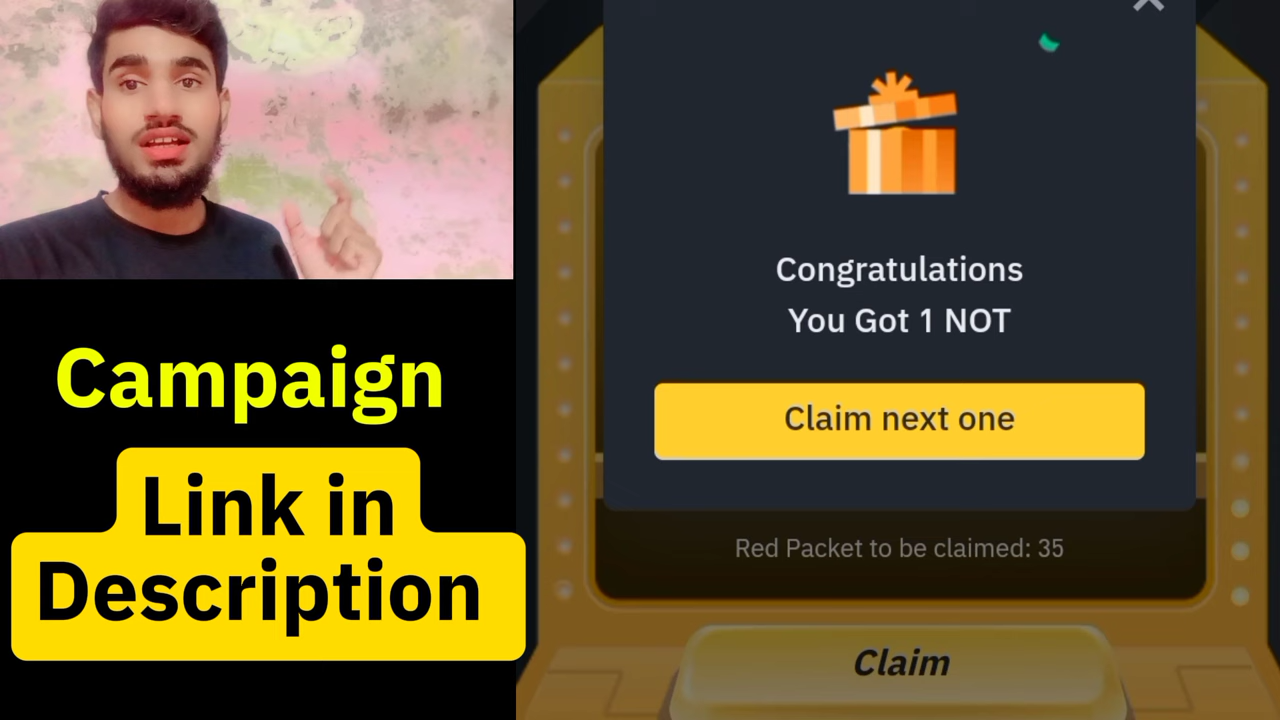 Campaign
Link in
Description
Congratulations
You Got 1 NOT
Claim next one
Red Packet to be claimed: 35
Claim